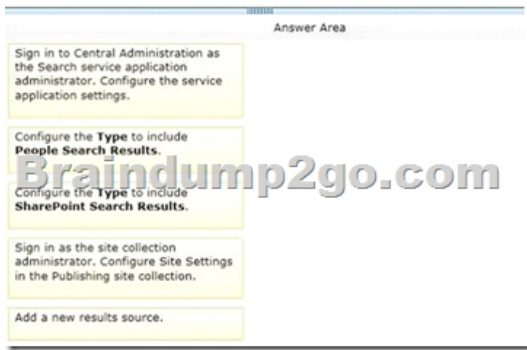 Answer Area
Sign in to Central Administration as
the Search service application
administrator. Configure the service
application settings.
Configure the Type to include
People Search Results.
Braindump2go.com
Configure the Type to include
SharePoint Search Results.
Sign in as the site collection
administrator. Configure Site Settings
in the Publishing site collection.
Add a new results source.